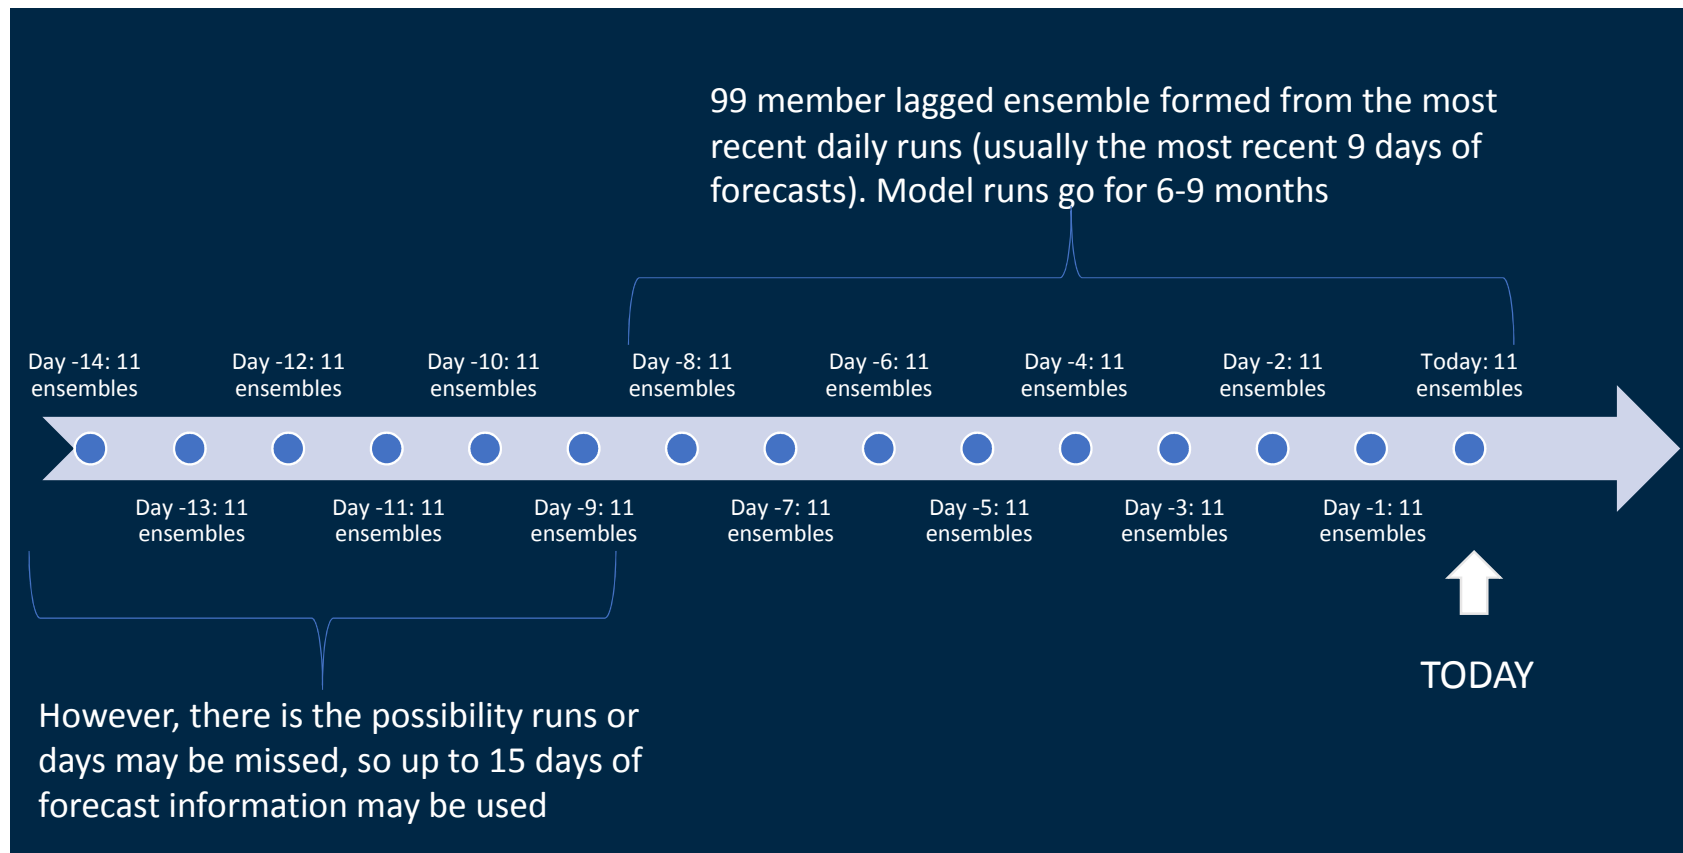 99 member lagged ensemble formed from the most
recent daily runs (usually the most recent 9 days of
forecasts). Model runs go for 6-9 months
Day -14: 11
ensembles
Day -12: 11
ensembles
Day -10: 11
ensembles
Day -8: 11
ensembles
Day -6: 11
ensembles
Day -4: 11
ensembles
Day -2: 11
ensembles
Today: 11
ensembles
Day -13: 11
ensembles
Day -11: 11
ensembles
Day -9: 11
ensembles
Day -7: 11
ensembles
Day -5: 11
ensembles
Day -3: 11
ensembles
Day -1: 11
ensembles
TODAY
However, there is the possibility runs or
days may be missed, so up to 15 days of
forecast information may be used